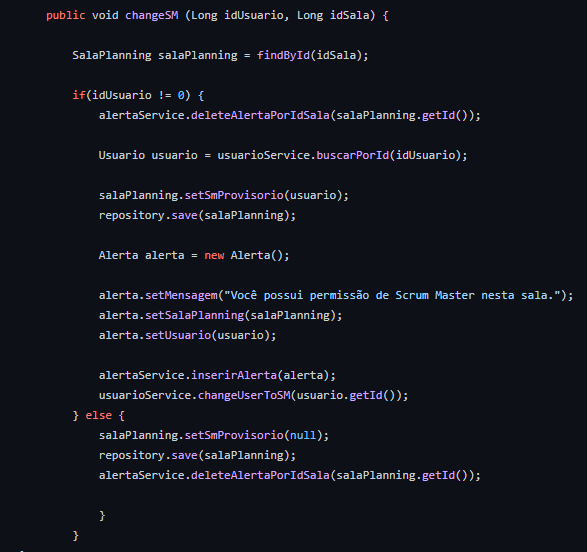 public void changeSM (Long idUsuario, Long idSala) {
SalaPlanning salaPlanning = findById(idSala);
if(idUsuario != 0) {
alertaService.deleteAlertaPorIdSala(salaPlanning.getId());
Usuario usuario = usuarioService.buscarPorId(idUsuario);
salaPlanning.setSmProvisorio(usuario);
repository.save(salaPlanning);
Alerta alerta = new Alerta();
alerta.setMensagem("Você possui permissão de Scrum Master nesta sala.");
alerta.setSalaPlanning(salaPlanning);
alerta.setUsuario(usuario);
alertaService.inserirAlerta(alerta);
usuarioService.changeUserToSM(usuario.getId());
} else {
salaPlanning.setSmProvisorio(null);
repository.save(salaPlanning);
alertaService.deleteAlertaPorIdSala(salaPlanning.getId());
}
}